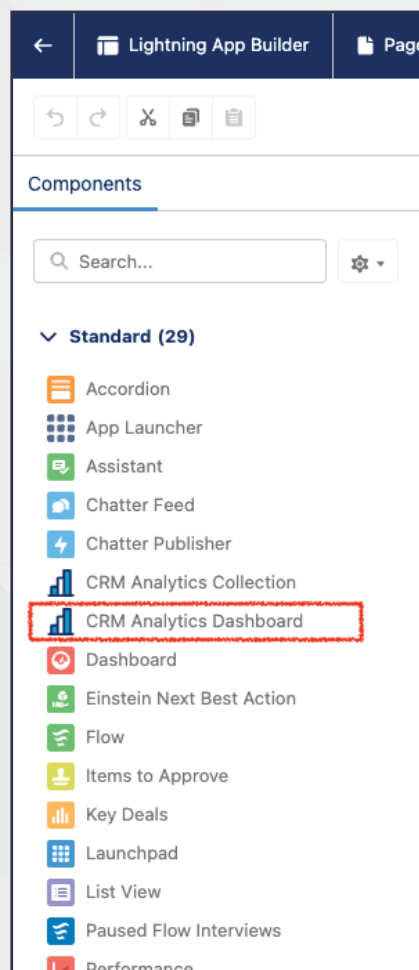 Lightning App Builder
Page
Components
Search...
Standard (29)
Accordion
App Launcher
Assistant
Chatter Feed
Chatter Publisher
CRM Analytics Collection
CRM Analytics Dashboard
Dashboard
Einstein Next Best Action
Flow
Items to Approve
Key Deals
Launchpad
List View
Paused Flow Interviews
Performance